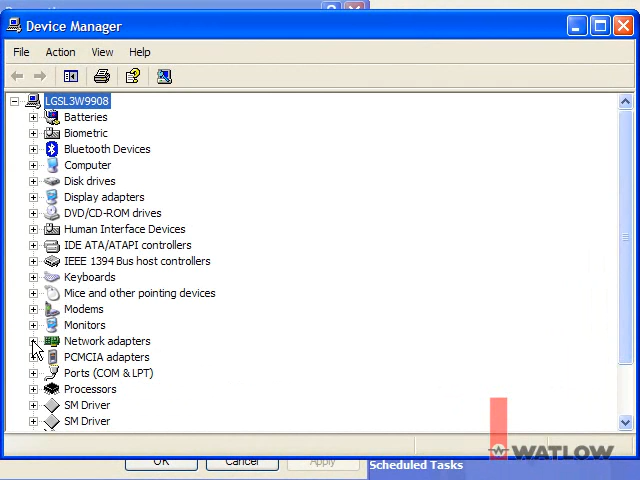 Device Manager
File Action View Help
LGSL3W9908
Batteries
Biometric
Bluetooth Devices
Computer
Disk drives
Display adapters
DVD/CD-ROM drives
Human Interface Devices
IDE ATA/ATAPI controllers
IEEE 1394 Bus host controllers
Keyboards
Mice and other pointing devices
Modems
Monitors
Network adapters
PCMCIA adapters
Ports (COM & LPT)
Processors
SM Driver
SM Driver
WATLOW
OK Cancel Apply
Scheduled Tasks